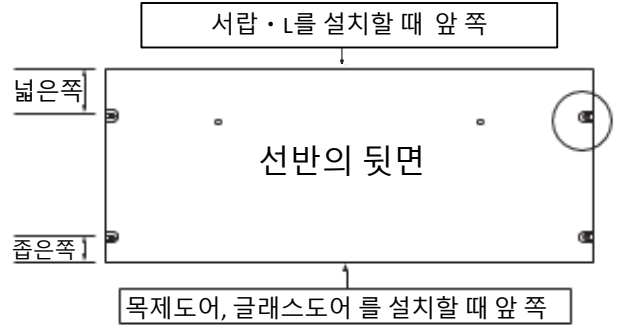 서랍・L를 설치할 때 앞 쪽
넓은쪽
선반의 뒷면
좁은쪽
목제도어, 글래스도어 를 설치할 때 앞 쪽